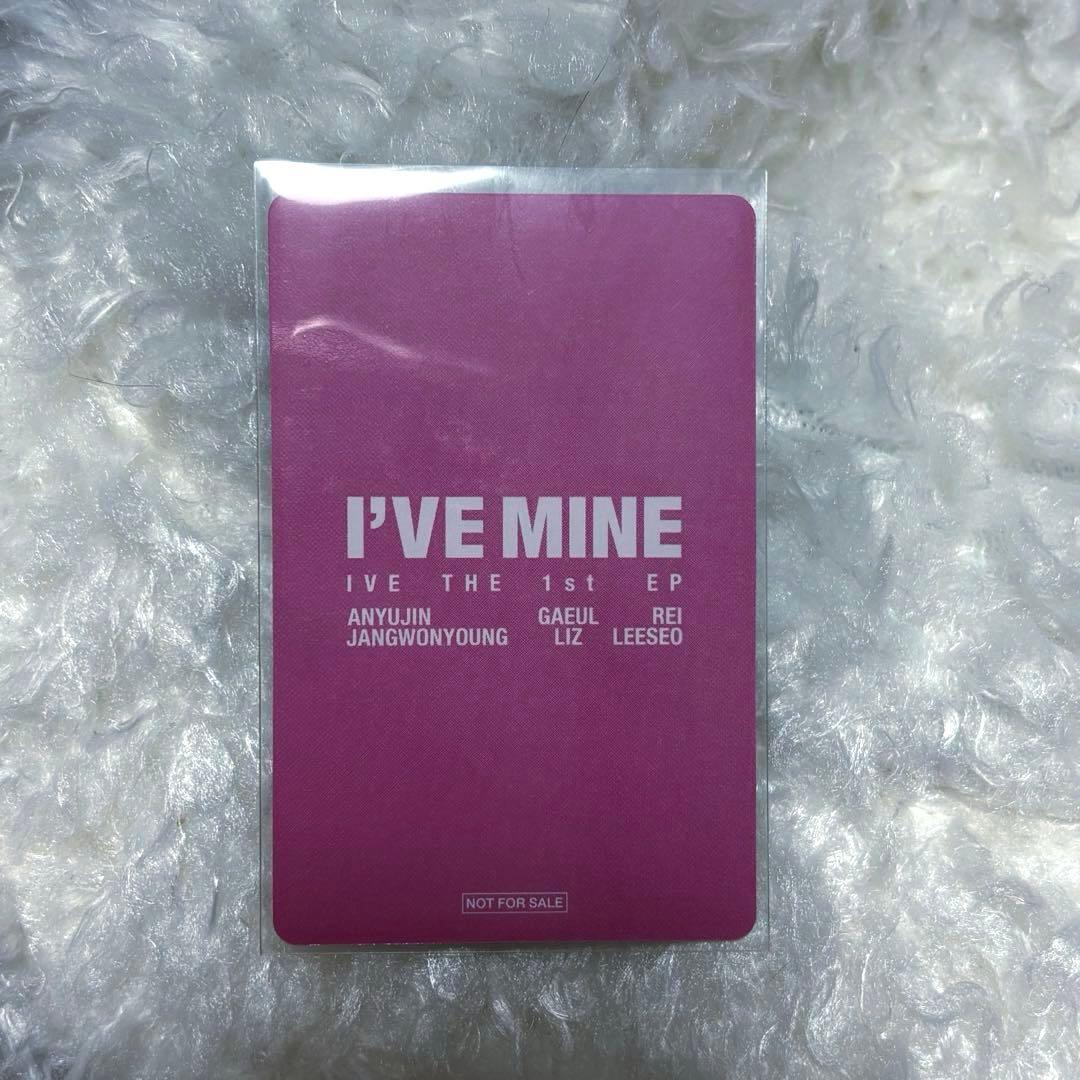 I'VE MINE
IVE THE 1st EP
ANYUJIN GAEUL REI
JANGWONYOUNG LIZ LEESEO
NOT FOR SALE